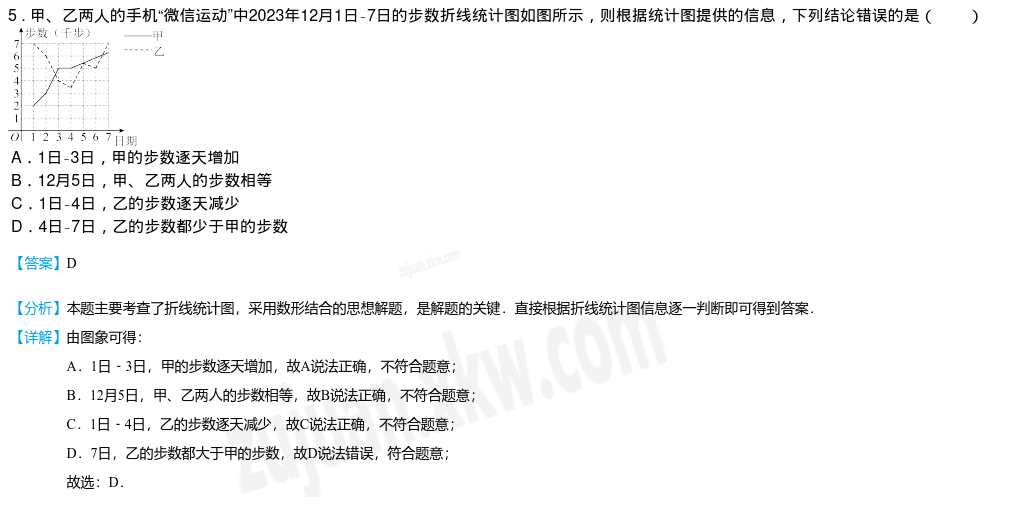 5．甲、乙两人的手机“微信运动”中2023年12月1日-7日的步数折线统计图如图所示，则根据统计图提供的信息，下列结论错误的是（　　）
步数（千步）
甲
乙
7
6
5
4
3
2
1
O 1 2 3 4 5 6 7 日期
A．1日-3日，甲的步数逐天增加
B．12月5日，甲、乙两人的步数相等
C．1日-4日，乙的步数逐天减少
D．4日-7日，乙的步数都少于甲的步数
【答案】D
zujuan.xkw.com
【分析】本题主要考查了折线统计图，采用数形结合的思想解题，是解题的关键．直接根据折线统计图信息逐一判断即可得到答案．
【详解】由图象可得：
A．1日﹣3日，甲的步数逐天增加，故A说法正确，不符合题意；
B．12月5日，甲、乙两人的步数相等，故B说法正确，不符合题意；
C．1日﹣4日，乙的步数逐天减少，故C说法正确，不符合题意；
D．7日，乙的步数都大于甲的步数，故D说法错误，符合题意；
故选：D．
zujuan.xkw.com